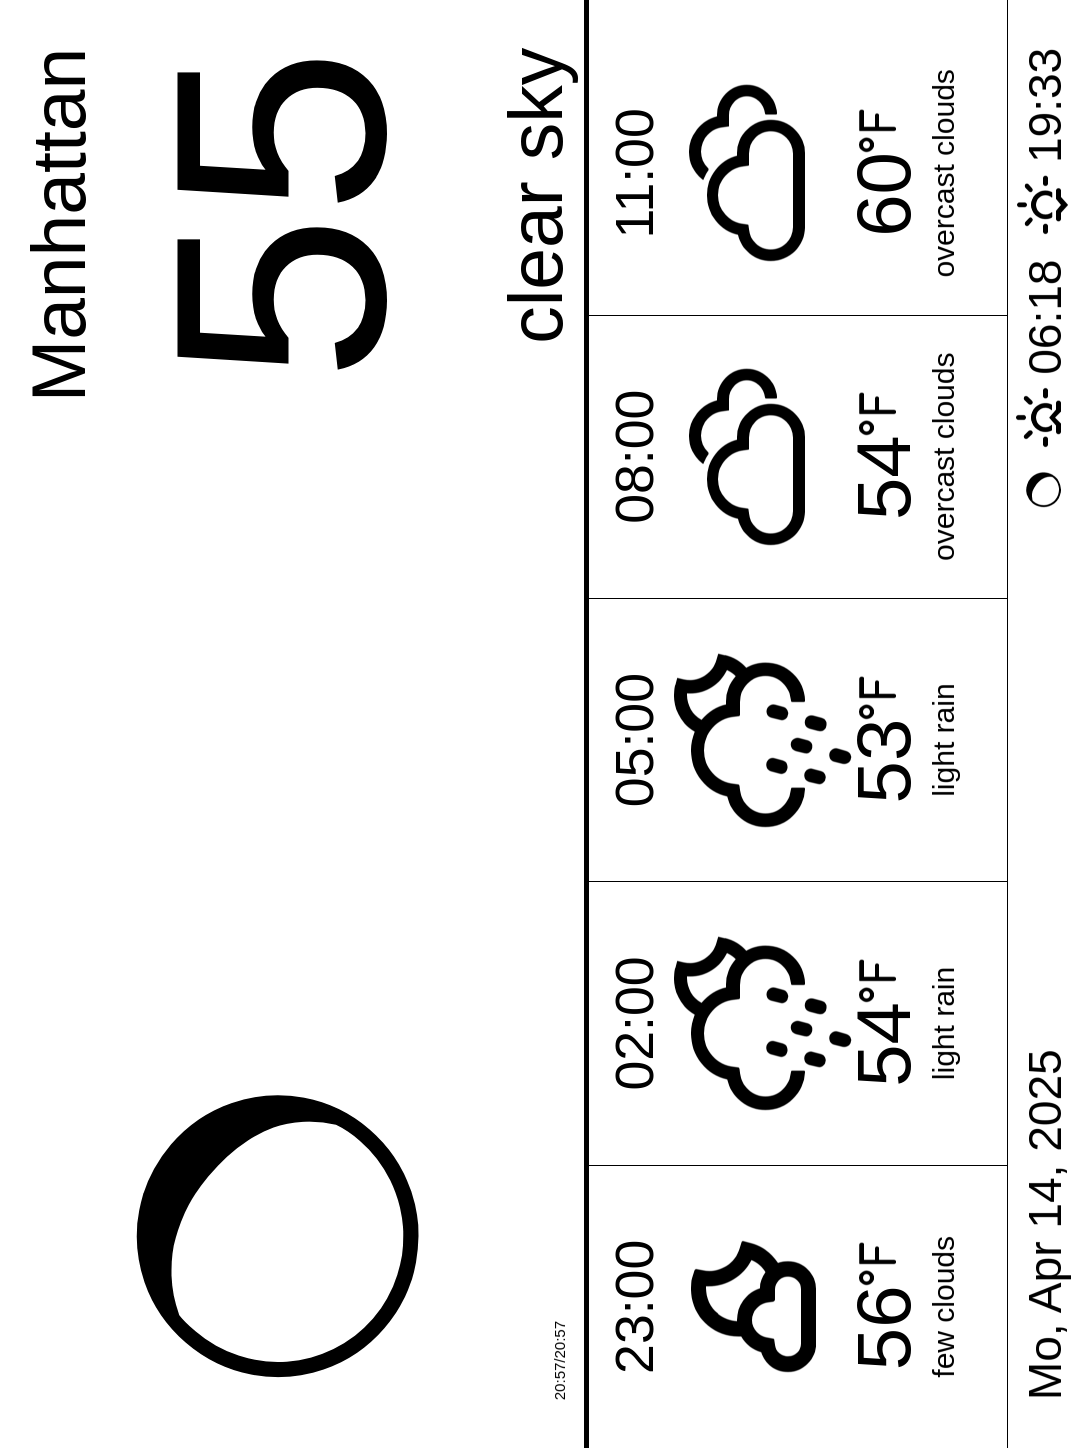 Manhattan
55
clear sky
20:57/20:57
23:00
56°F
few clouds
02:00
54°F
light rain
05:00
53°F
light rain
08:00
54°F
overcast clouds
11:00
60°F
overcast clouds
Mo, Apr 14, 2025
06:18
19:33